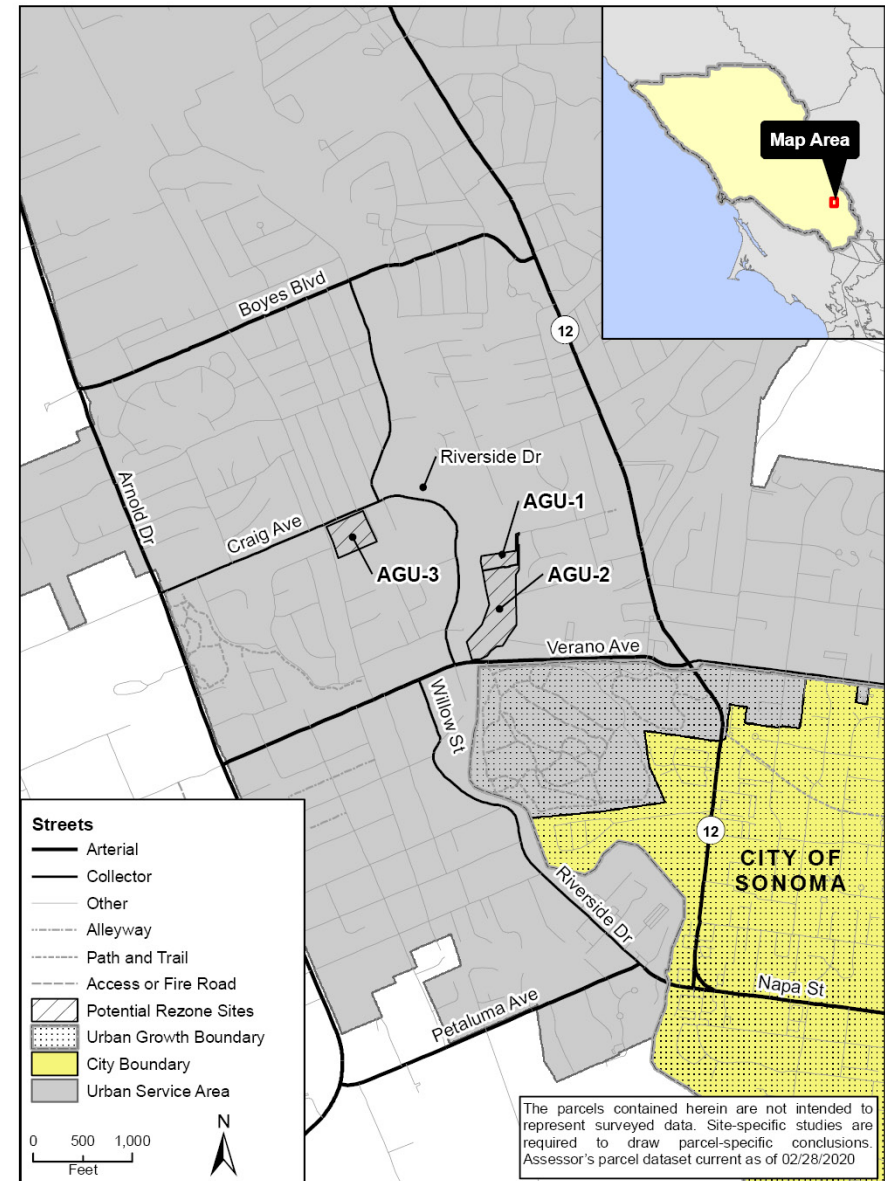 Map Area
Boyes Blvd
12
Riverside Dr
Arnold Dr
AGU-1
Craig Ave
AGU-3
AGU-2
Verano Ave
Willow St
12
CITY OF
SONOMA
Riverside Dr
Napa St
Petaluma Ave
Streets
Arterial
Collector
Other
Alleyway
Path and Trail
Access or Fire Road
Potential Rezone Sites
Urban Growth Boundary
City Boundary
Urban Service Area
N
0 500 1,000
Feet
The parcels contained herein are not intended to
represent surveyed data. Site-specific studies are
required to draw parcel-specific conclusions.
Assessor's parcel dataset current as of 02/28/2020